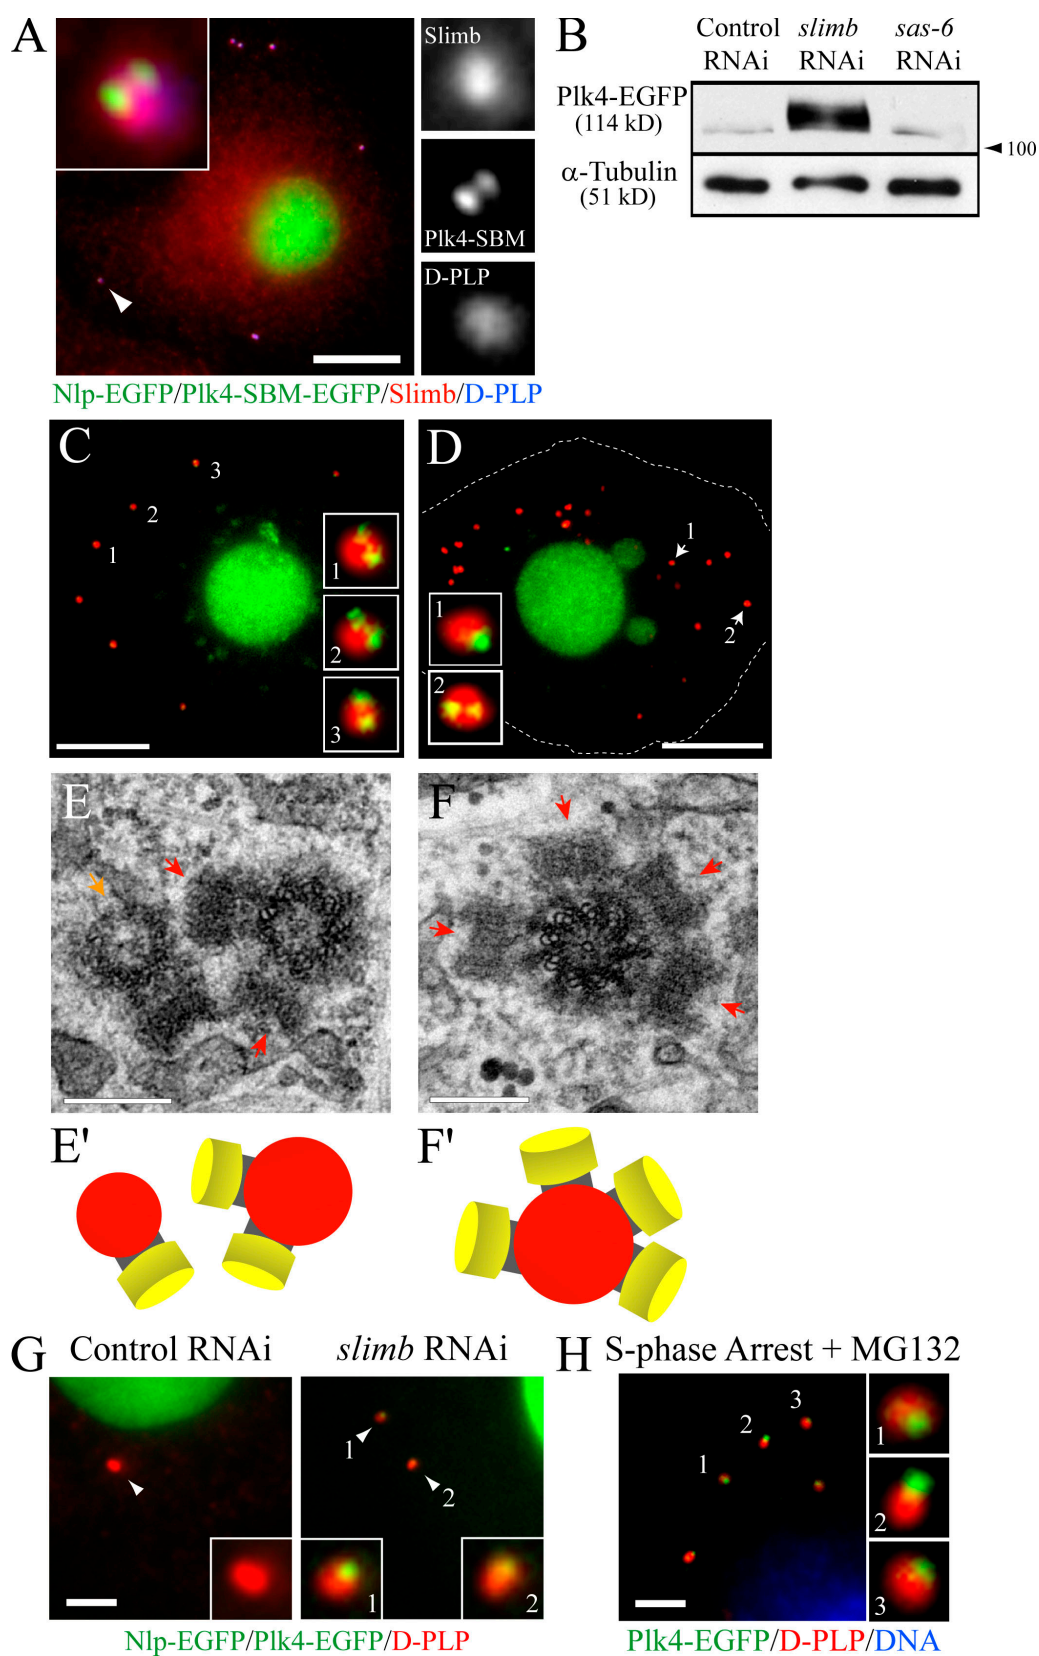 A
Slimb
Plk4-SBM
D-PLP
Nlp-EGFP/Plk4-SBM-EGFP/Slimb/D-PLP
B
Control RNAi
slimb RNAi
sas-6 RNAi
Plk4-EGFP
(114 kD)
100
α-Tubulin
(51 kD)
C
3
2
1
1
2
3
D
1
2
1
2
E
F
E'
F'
G
Control RNAi
slimb RNAi
1
2
1
2
Nlp-EGFP/Plk4-EGFP/D-PLP
H
S-phase Arrest + MG132
3
2
1
1
2
3
Plk4-EGFP/D-PLP/DNA